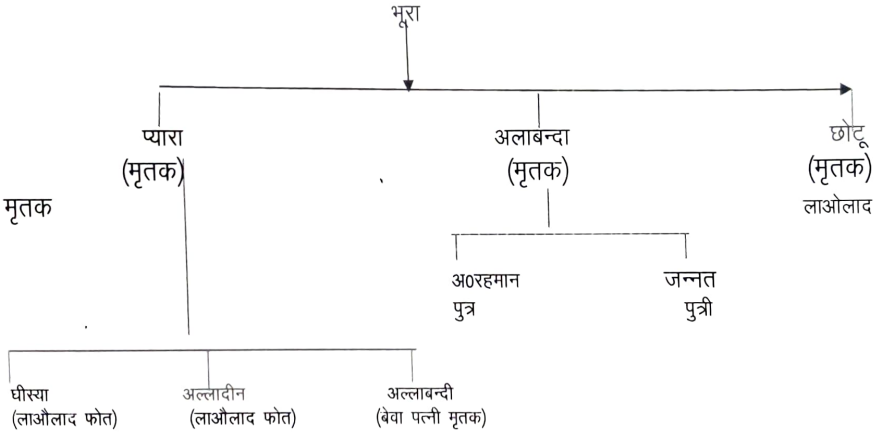 भूरा
प्यारा अलाबन्दा छोटू
(मृतक) (मृतक) (मृतक)
मृतक लाओलाद
अ0रहमान जन्नत
पुत्र पुत्री
घीस्या अल्लादीन अल्लाबन्दी
(लाऔलाद फोत) (लाऔलाद फोत) (बेवा पत्नी मृतक)